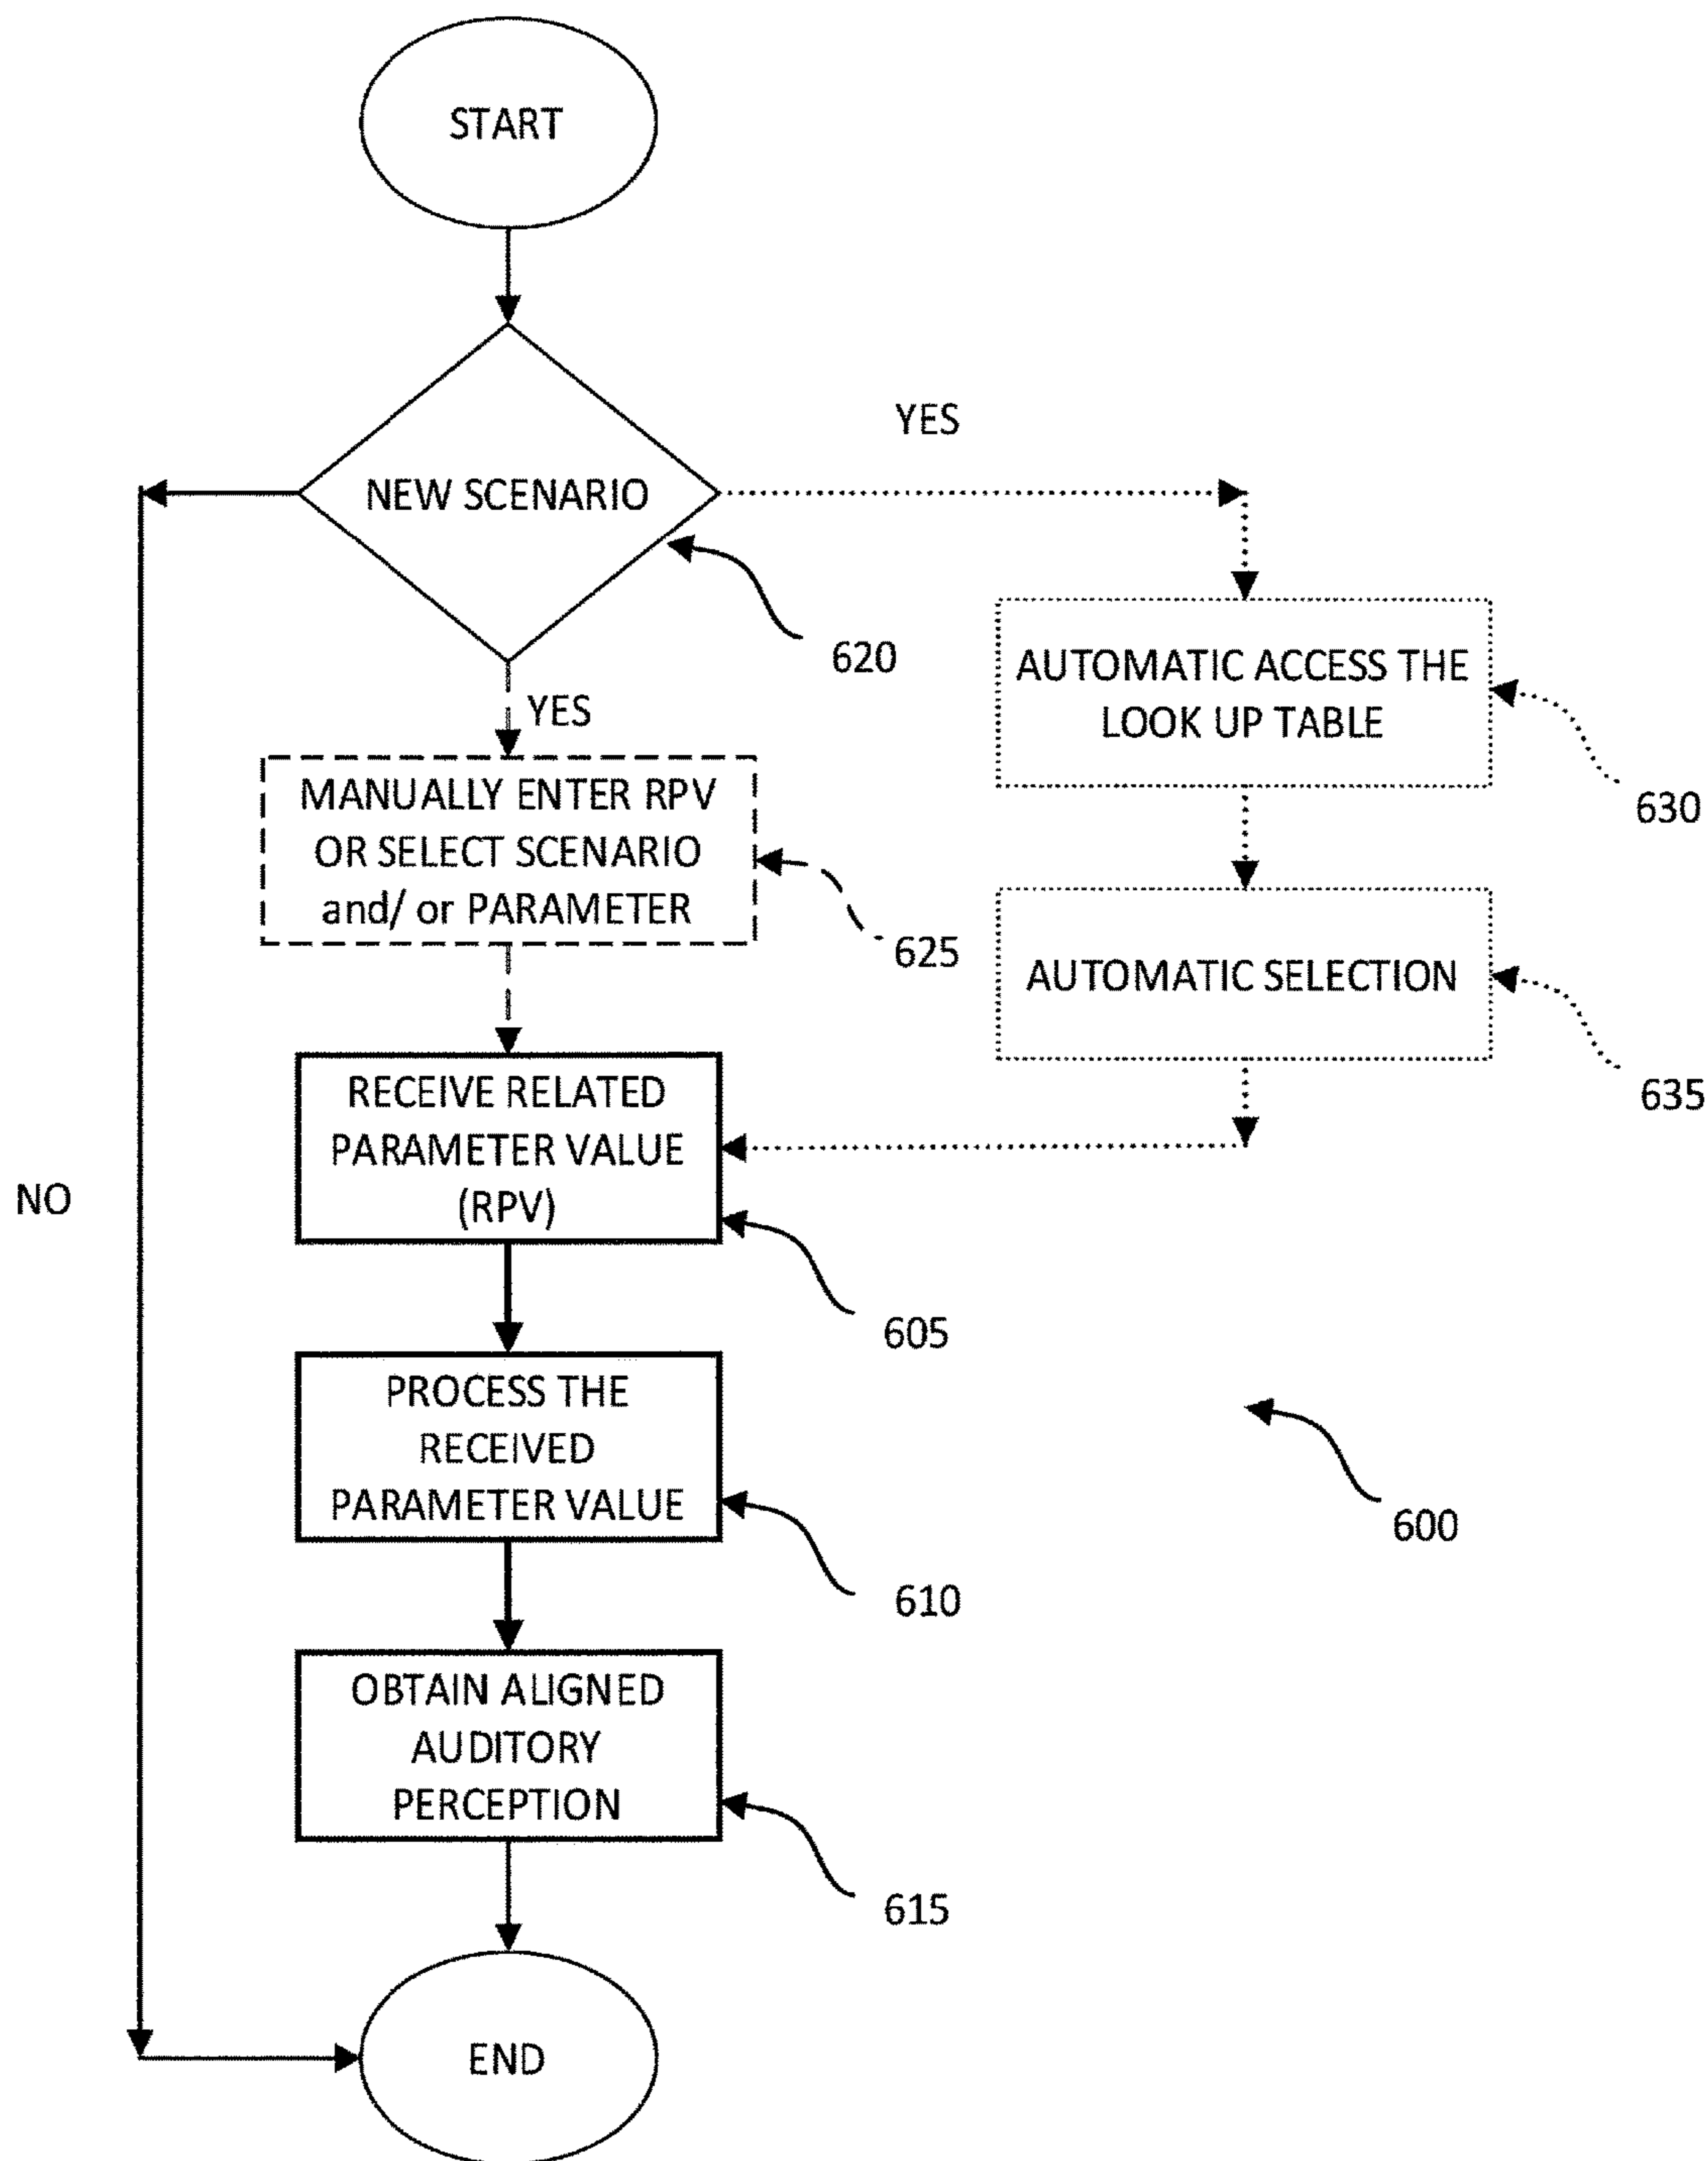 START
YES
NEW SCENARIO
620
YES
AUTOMATIC ACCESS THE
LOOK UP TABLE
630
MANUALLY ENTER RPV
OR SELECT SCENARIO
and/ or PARAMETER
625
AUTOMATIC SELECTION
635
RECEIVE RELATED
PARAMETER VALUE
(RPV)
605
NO
PROCESS THE
RECEIVED
PARAMETER VALUE
610
600
OBTAIN ALIGNED
AUDITORY
PERCEPTION
615
END